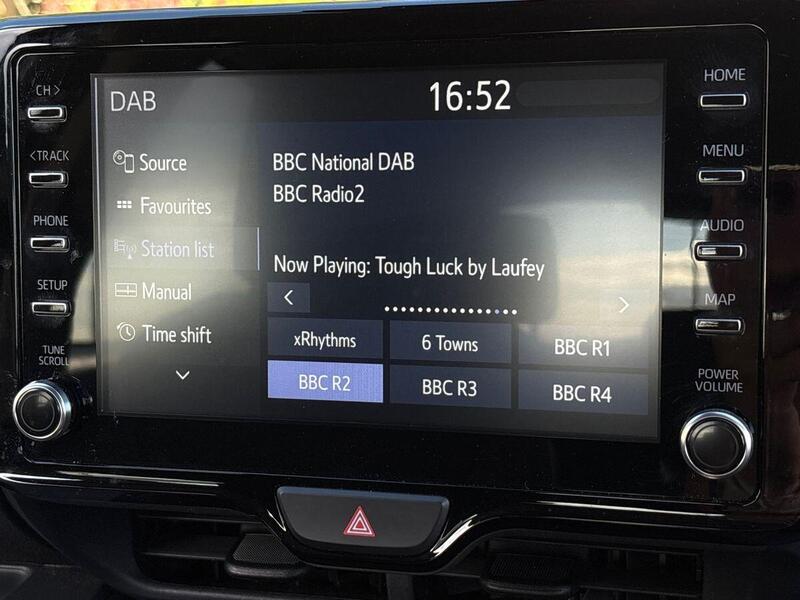 CH >
< TRACK
PHONE
SETUP
TUNE
SCROLL
DAB
16:52
Source
Favourites
Station list
Manual
Time shift
BBC National DAB
BBC Radio2
Now Playing: Tough Luck by Laufey
xRhythms
6 Towns
BBC R1
BBC R2
BBC R3
BBC R4
HOME
MENU
AUDIO
MAP
POWER
VOLUME